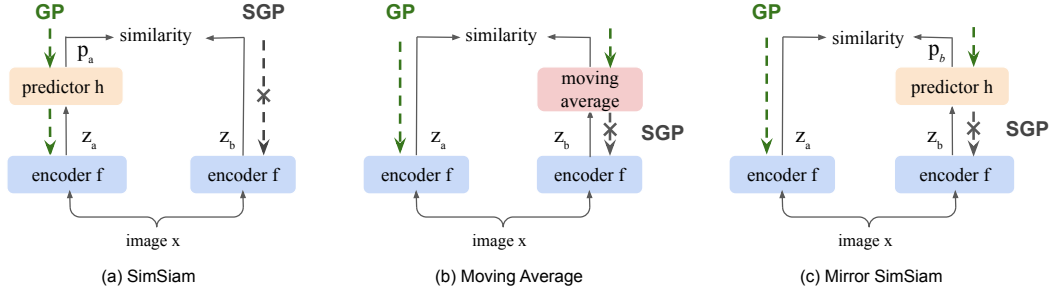 GP
SGP
similarity
p_a
predictor h
z_a
z_b
encoder f
encoder f
image x
(a) SimSiam
GP
similarity
moving
average
z_a
z_b
SGP
encoder f
encoder f
image x
(b) Moving Average
GP
similarity
p_b
predictor h
z_a
z_b
SGP
encoder f
encoder f
image x
(c) Mirror SimSiam